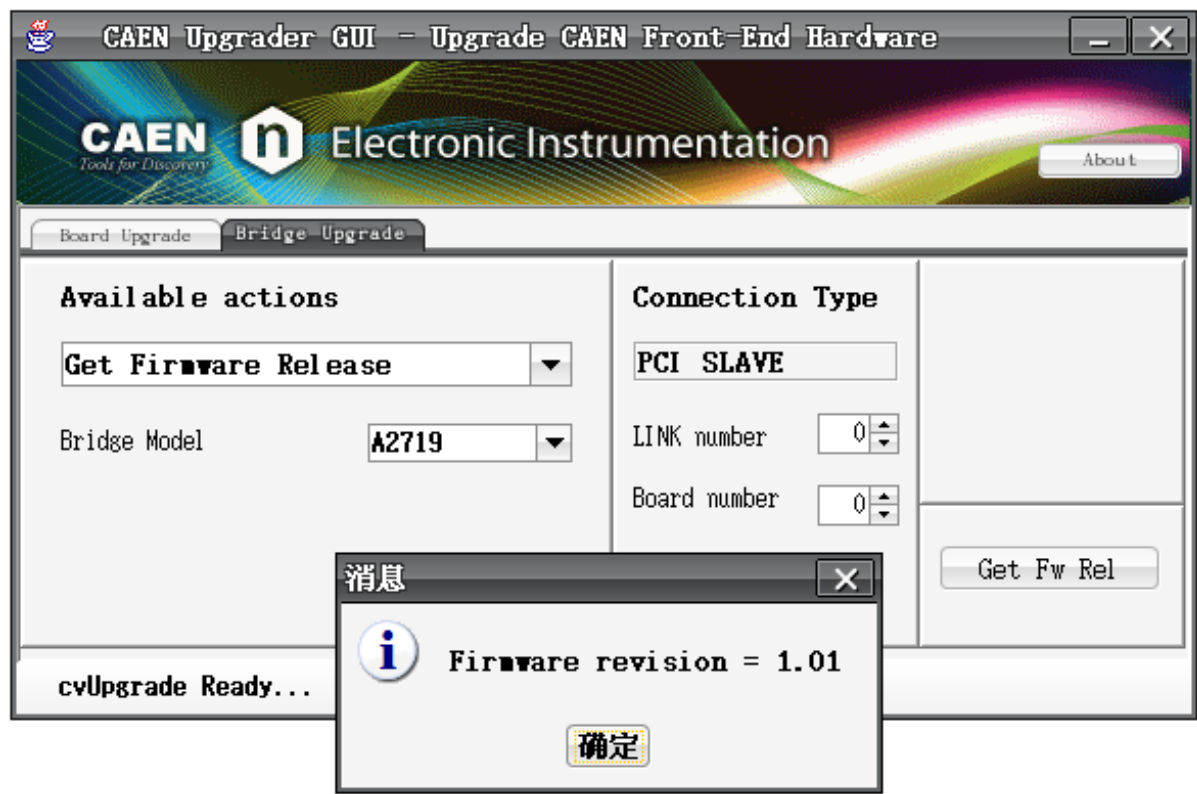 CAEN Upgrader GUI - Upgrade CAEN Front-End Hardware
CAEN
Tools for Discovery
n
Electronic Instrumentation
About
Board Upgrade
Bridge Upgrade
Available actions
Connection Type
Get Firmware Release
PCI SLAVE
Bridge Model
A2719
LINK number
0
Board number
0
Get Fw Rel
消息
Firmware revision = 1.01
确定
cvUpgrade Ready...